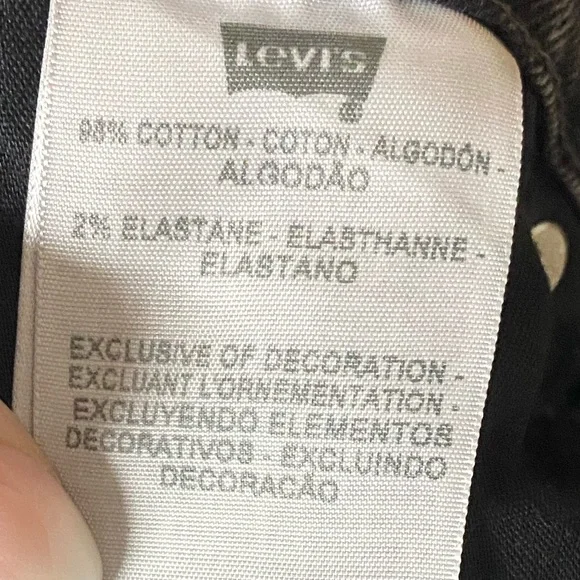 Levi's
®
98% COTTON - COTON - ALGODÓN -
ALGODÃO
2% ELASTANE - ÉLASTHANNE -
ELASTANO
EXCLUSIVE OF DECORATION -
EXCLUANT L'ORNEMENTATION -
EXCLUYENDO ELEMENTOS
DECORATIVOS - EXCLUINDO
DECORAÇÃO